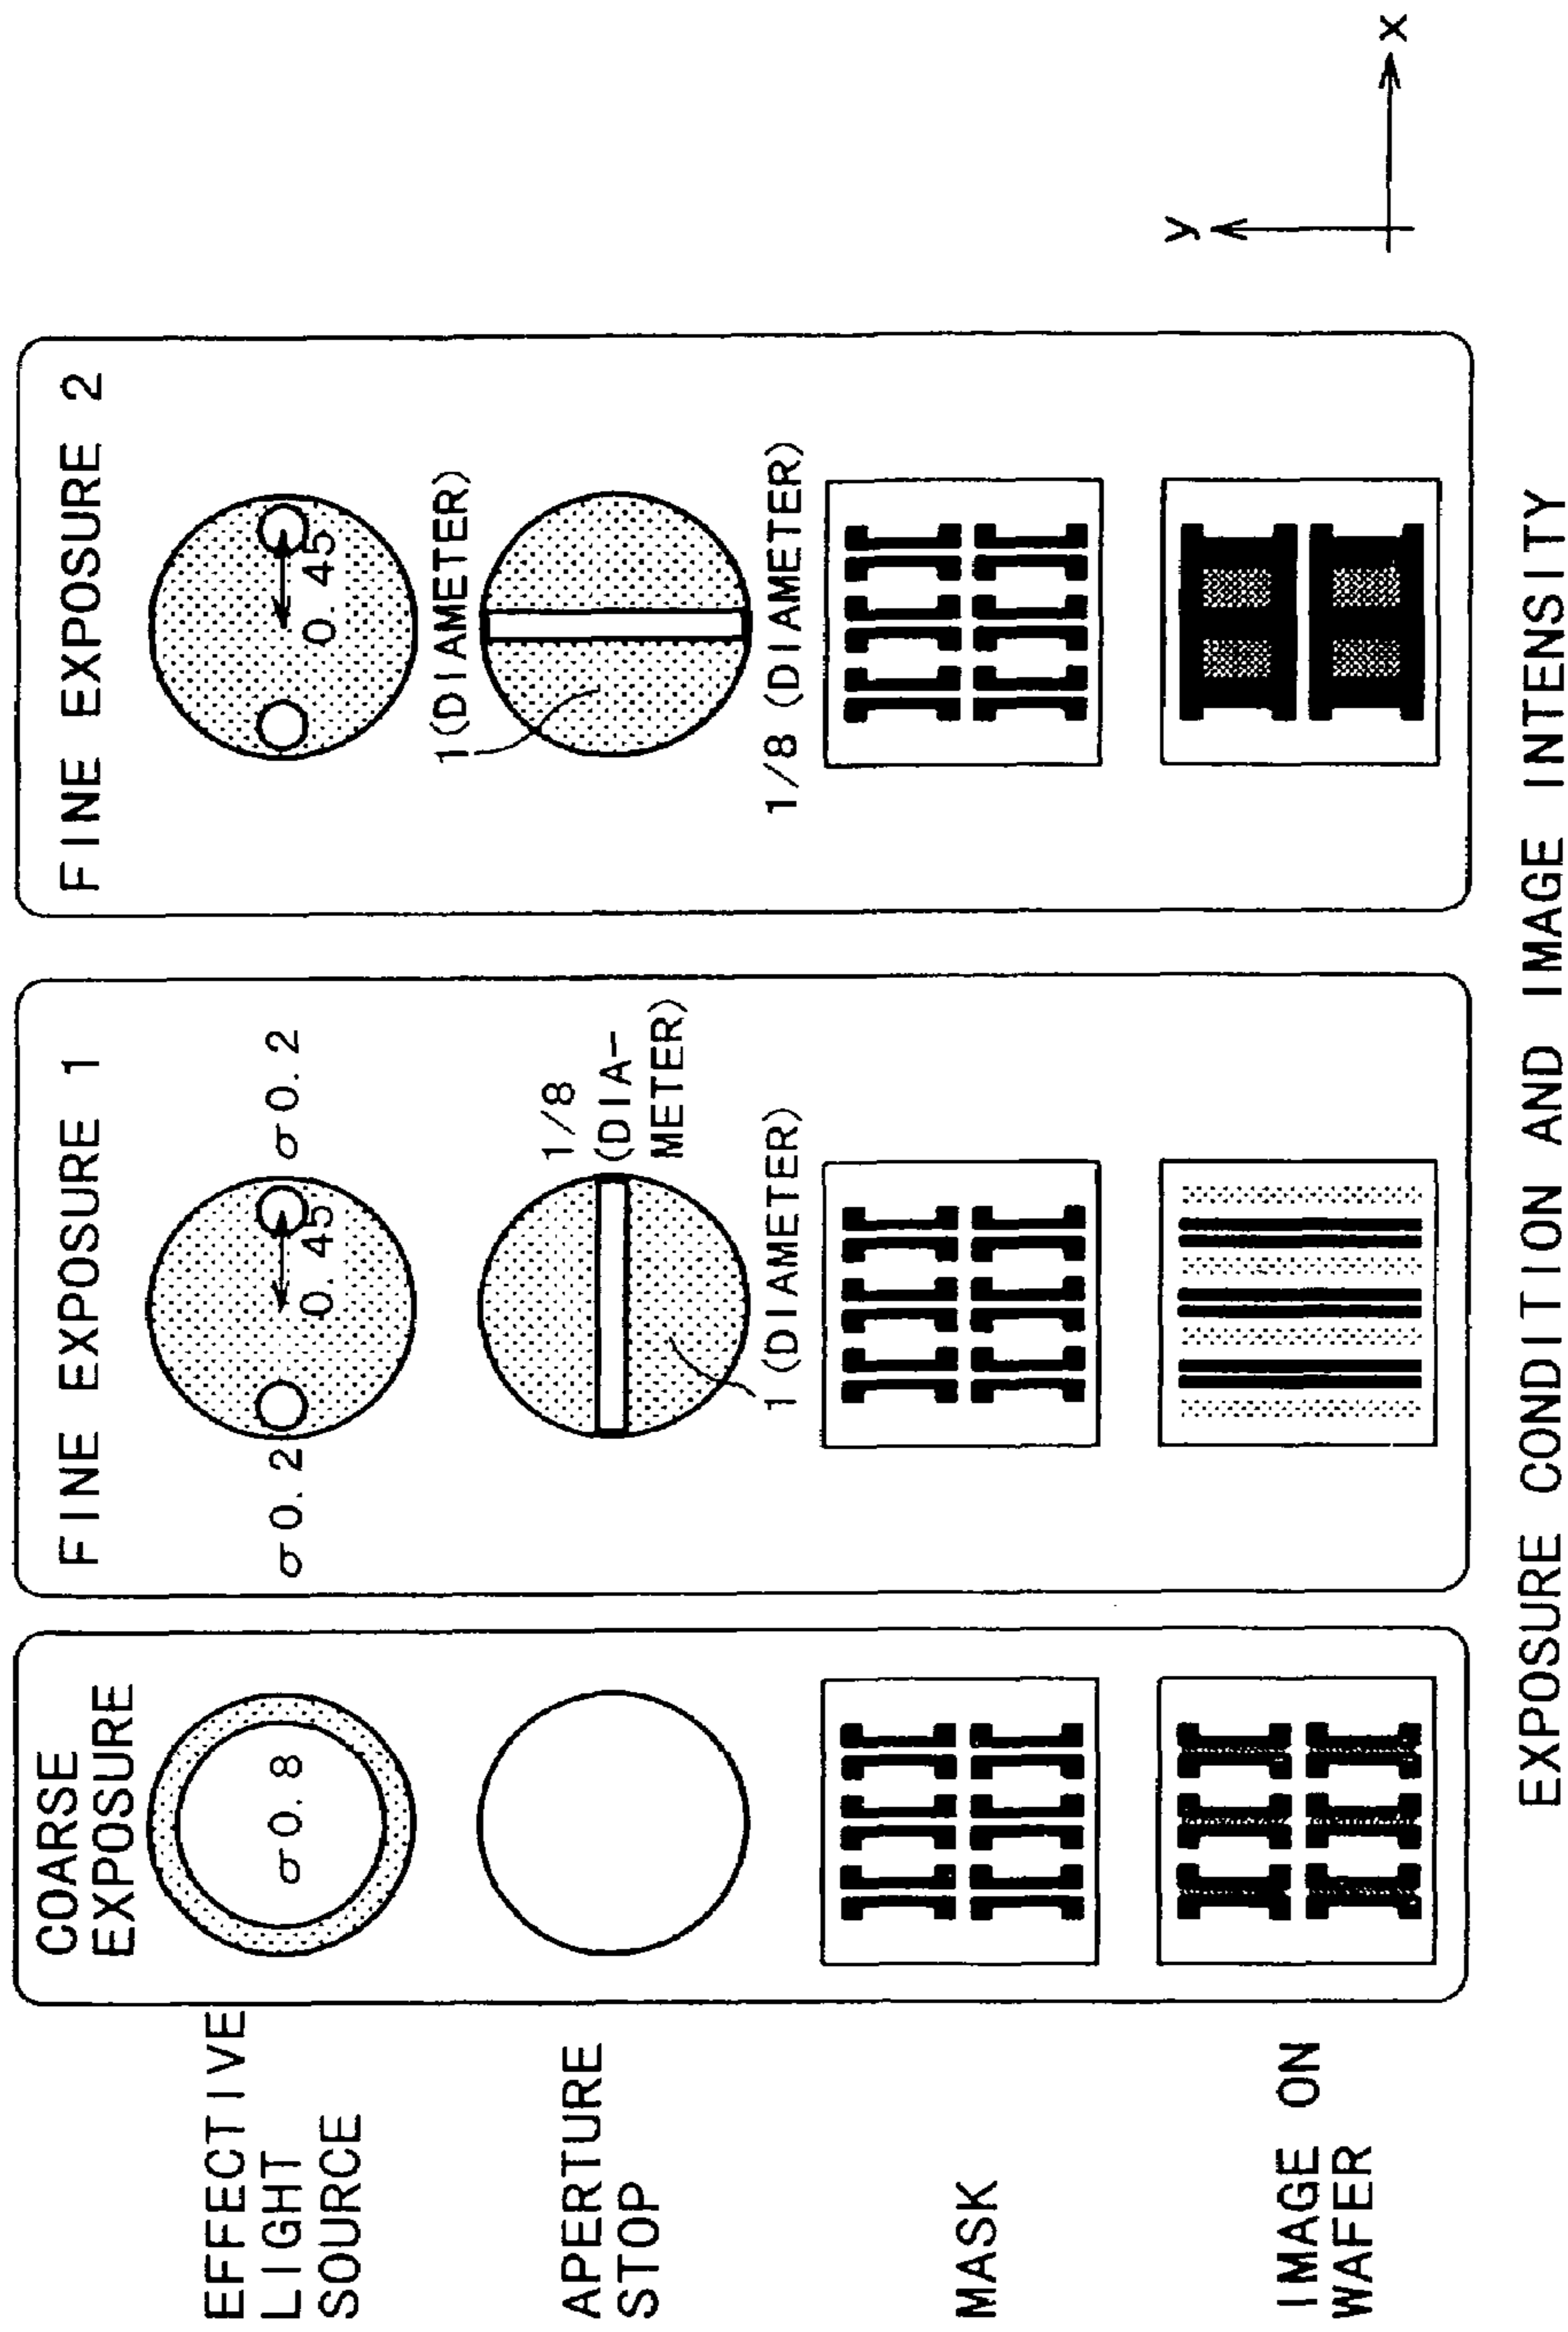 COARSE
EXPOSURE
FINE EXPOSURE 1
FINE EXPOSURE 2
EFFECTIVE
LIGHT
SOURCE
σ0.8
σ0.2
0.45
σ0.2
0.45
APERTURE
STOP
1/8
(DIA-
METER)
1 (DIAMETER)
1(DIAMETER)
1/8 (DIAMETER)
MASK
IMAGE ON
WAFER
y
x
EXPOSURE CONDITION AND IMAGE INTENSITY